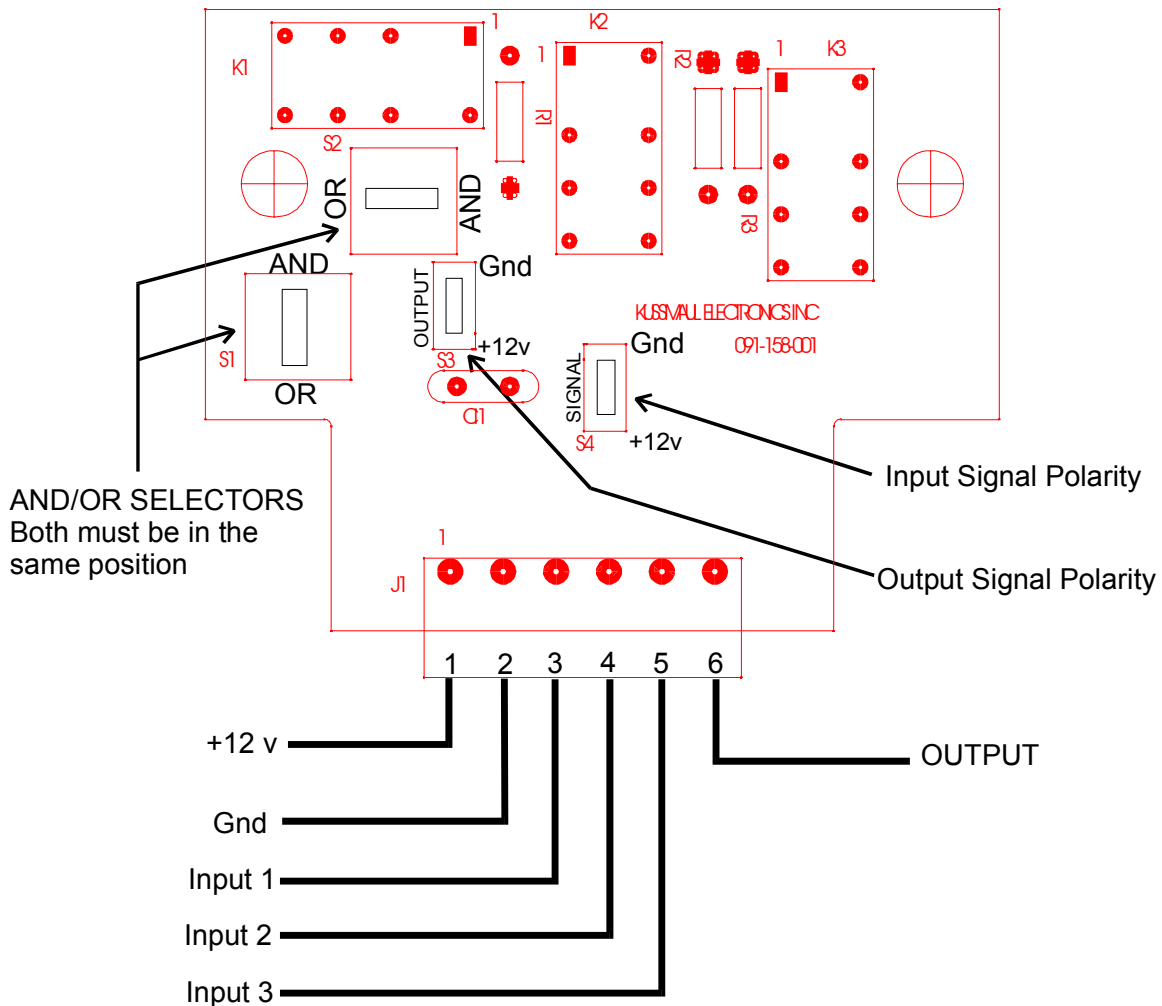 1
K2
1
K3
K1
1
R2
R1
S2
R3
OR
AND
AND
OUTPUT
Gnd
KUSSMAUL ELECTRONICS INC
091-158-001
S1
S3
+12v
Gnd
OR
C1
SIGNAL
S4
+12v
Input Signal Polarity
AND/OR SELECTORS
Both must be in the
same position
1
Output Signal Polarity
J1
1 2 3 4 5 6
+12 v
OUTPUT
Gnd
Input 1
Input 2
Input 3